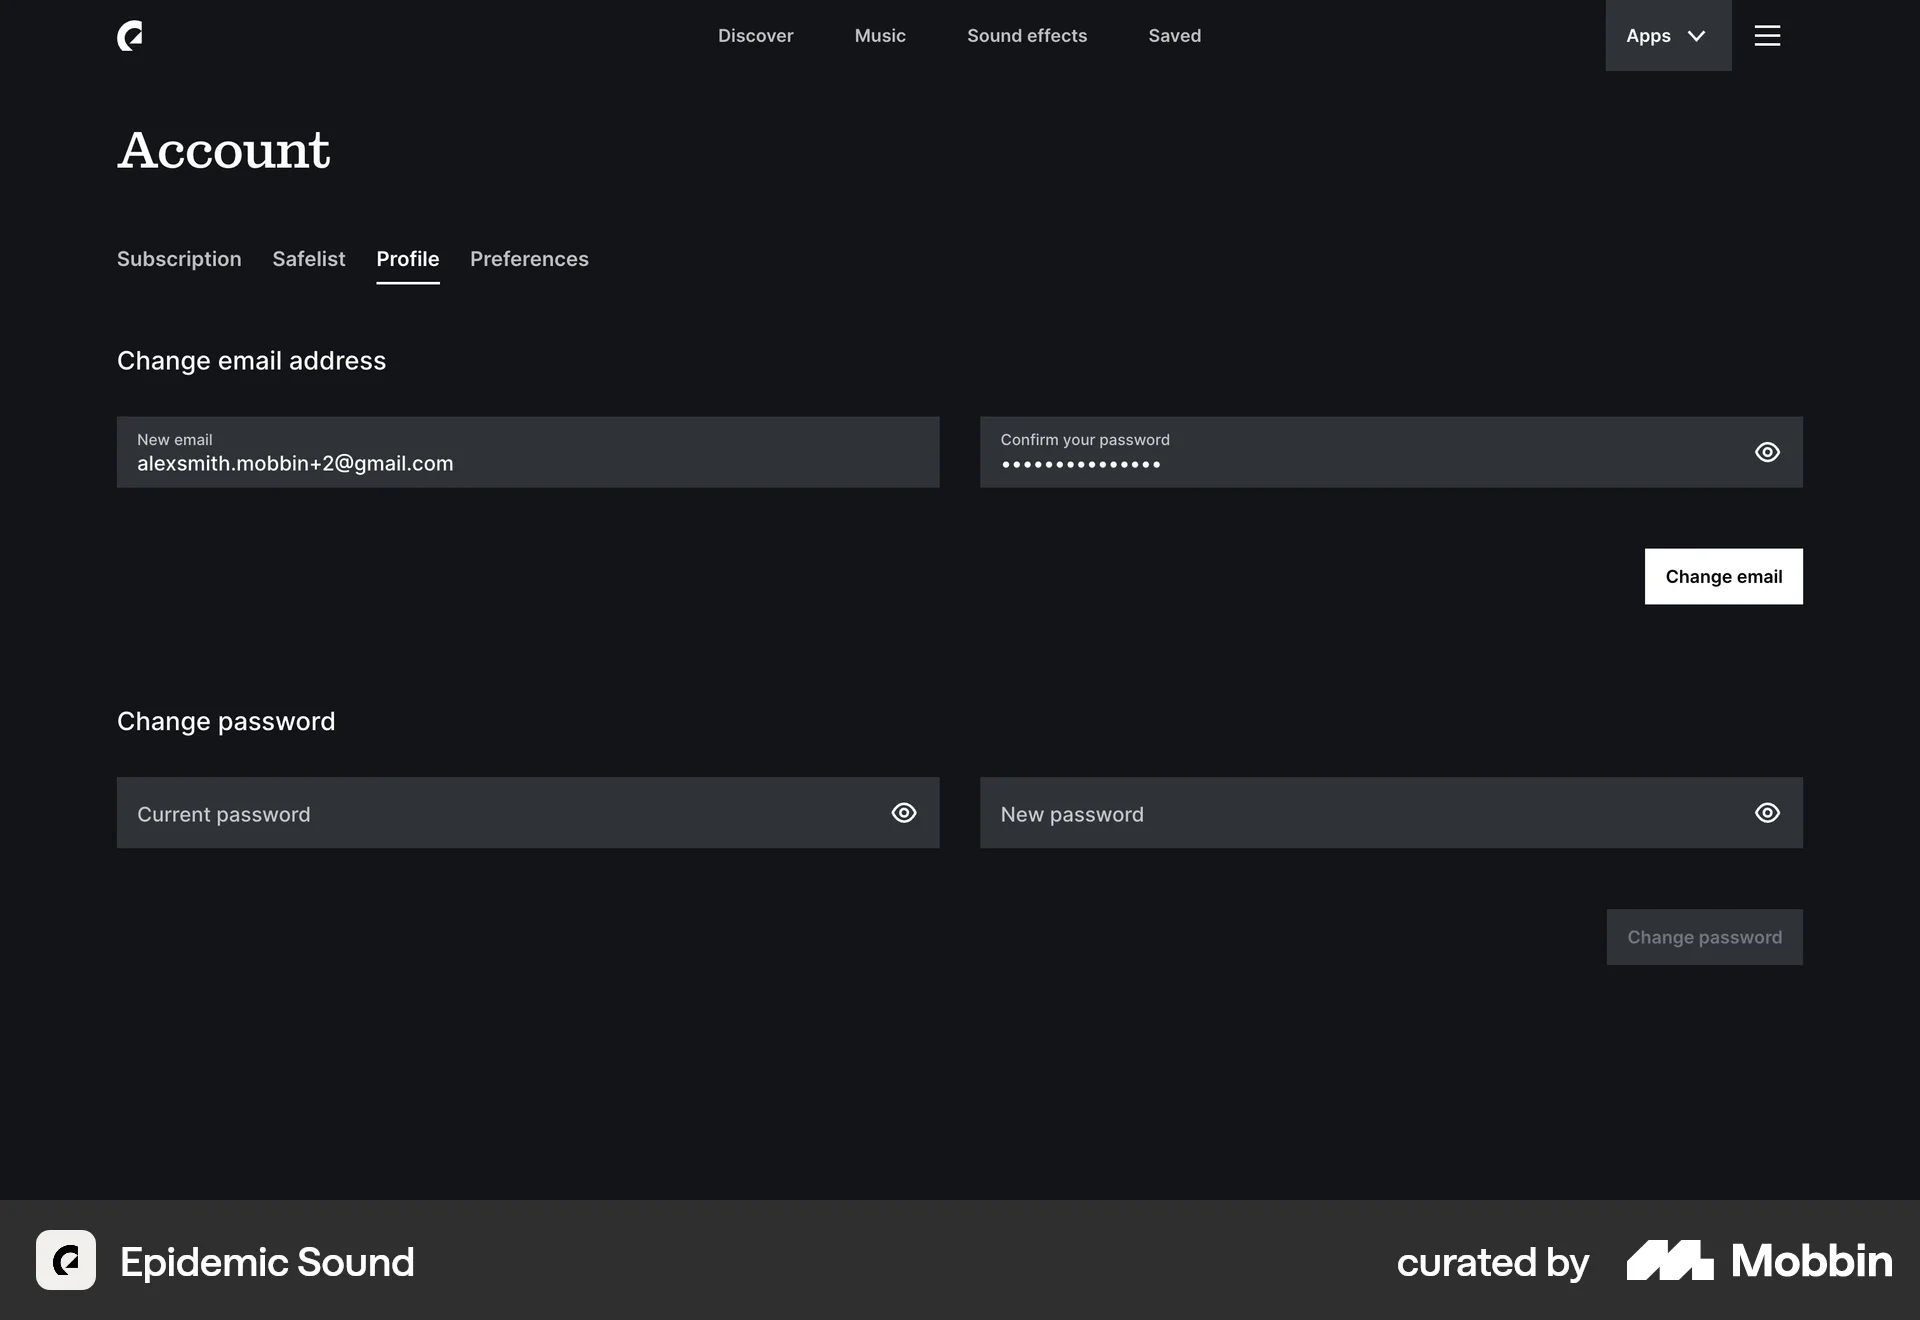 Discover Music Sound effects Saved Apps
Account
Subscription Safelist Profile Preferences
Change email address
New email
alexsmith.mobbin+2@gmail.com
Confirm your password
••••••••••••••
Change email
Change password
Current password
New password
Change password
Epidemic Sound
curated by Mobbin